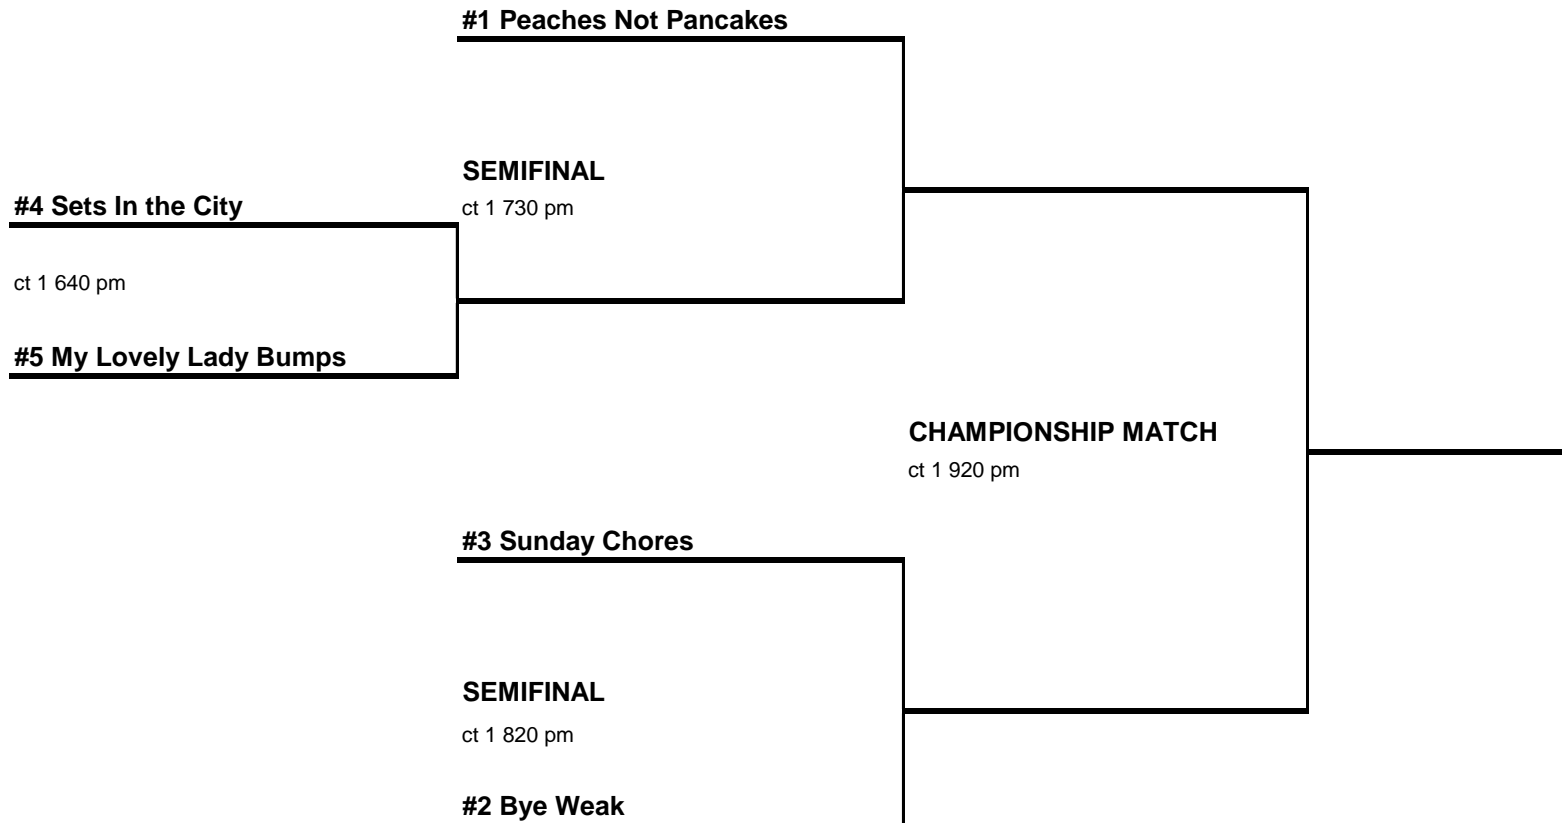 #1 Peaches Not Pancakes
SEMIFINAL
ct 1 730 pm
#4 Sets In the City
ct 1 640 pm
#5 My Lovely Lady Bumps
CHAMPIONSHIP MATCH
ct 1 920 pm
#3 Sunday Chores
SEMIFINAL
ct 1 820 pm
#2 Bye Weak